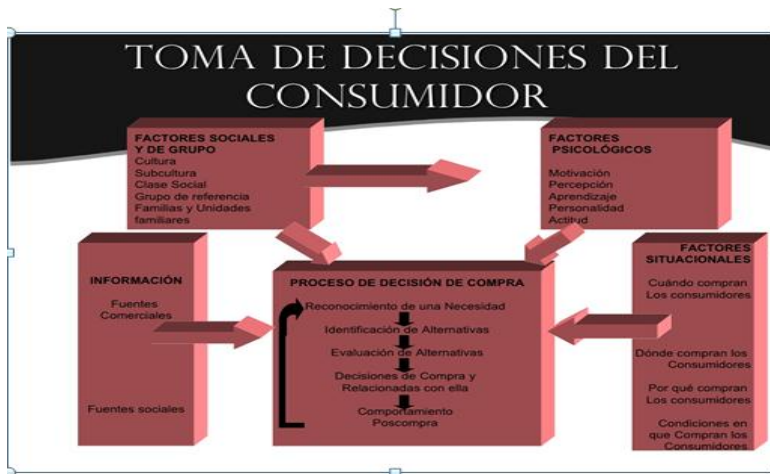 TOMA DE DECISIONES DEL
CONSUMIDOR
FACTORES SOCIALES
Y DE GRUPO
Cultura
Subcultura
Clase Social
Grupo de referencia
Familias y Unidades
familiares
FACTORES
PSICOLÓGICOS
Motivación
Percepción
Aprendizaje
Personalidad
Actitud
INFORMACIÓN
Fuentes
Comerciales
Fuentes sociales
PROCESO DE DECISIÓN DE COMPRA
Reconocimiento de una Necesidad
Identificación de Alternativas
Evaluación de Alternativas
Decisiones de Compra y
Relacionadas con ella
Comportamiento
Poscompra
FACTORES
SITUACIONALES
Cuándo compran
Los consumidores
Dónde compran los
Consumidores
Por qué compran
Los consumidores
Condiciones en
que Compran los
Consumidores